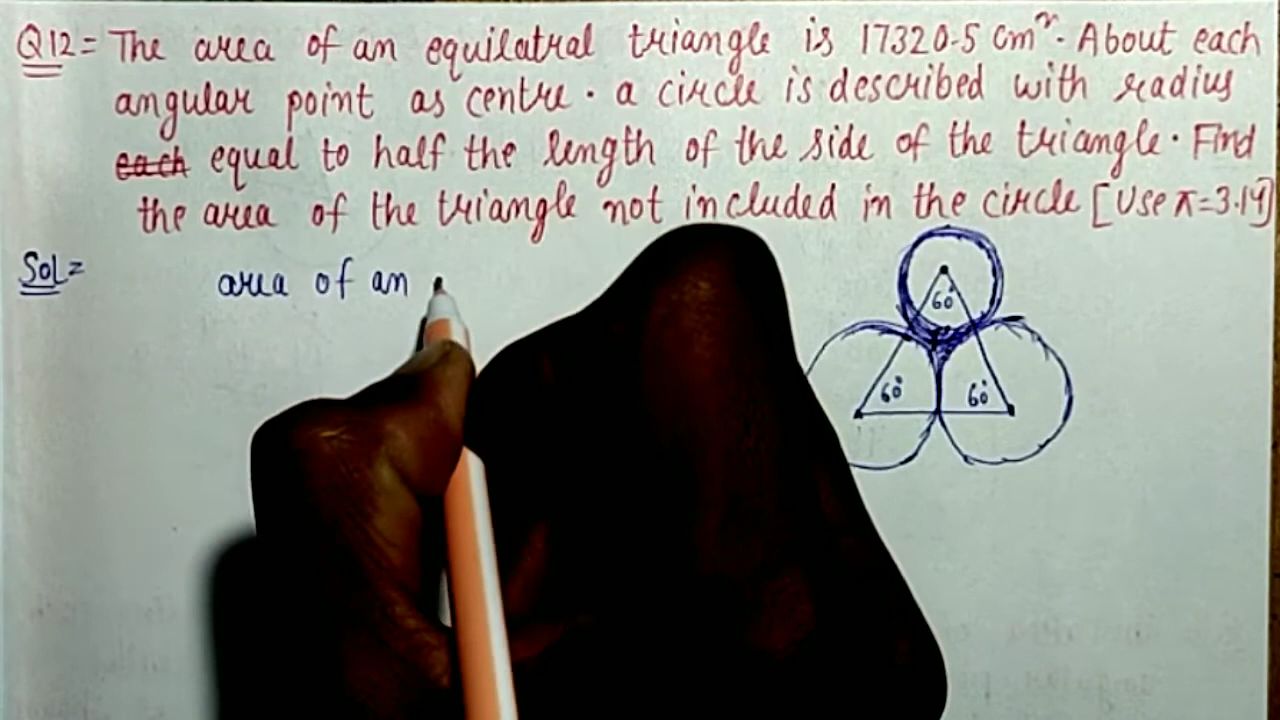 Q12= The area of an equilatral triangle is 17320.5 cm². About each
angular point as centre. a circle is described with radius
each equal to half the length of the side of the triangle. Find
the area of the triangle not included in the circle [Use π=3.14]
Sol= area of an
60°
60° 60°